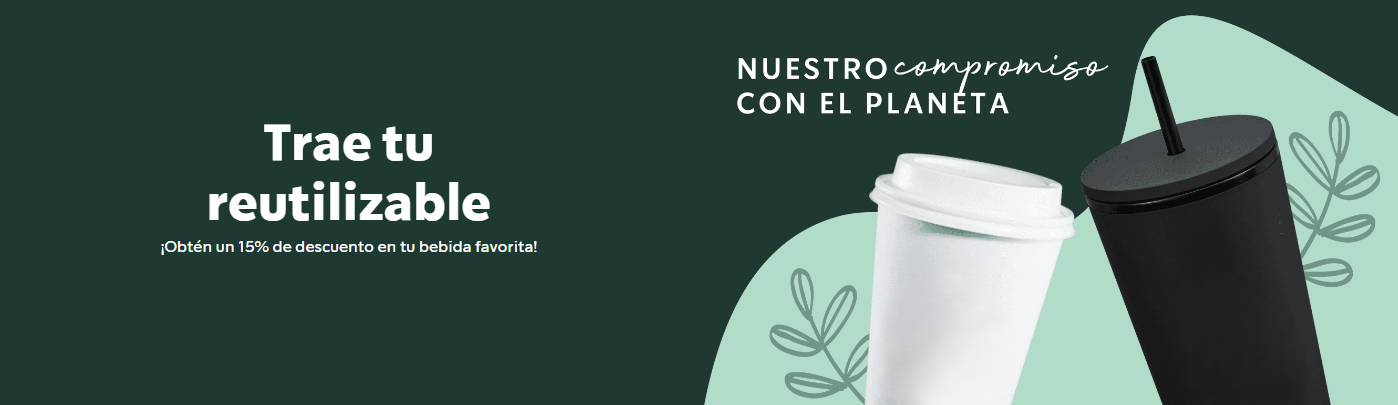 Trae tu
reutilizable
¡Obtén un 15% de descuento en tu bebida favorita!
NUESTRO compromiso
CON EL PLANETA